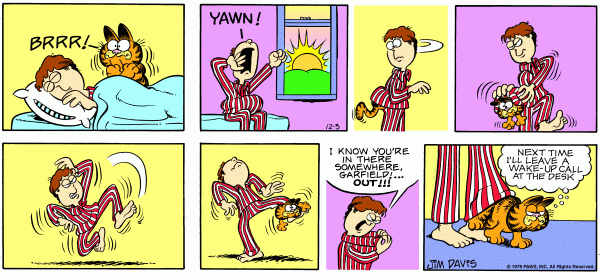 BRRR!
YAWN!
12-3
I KNOW YOU'RE
IN THERE
SOMEWHERE,
GARFIELD!...
OUT!!!
NEXT TIME
I'LL LEAVE A
WAKE-UP CALL
AT THE DESK
JIM DAVIS
© 1978 PAWS, INC. All Rights Reserved.